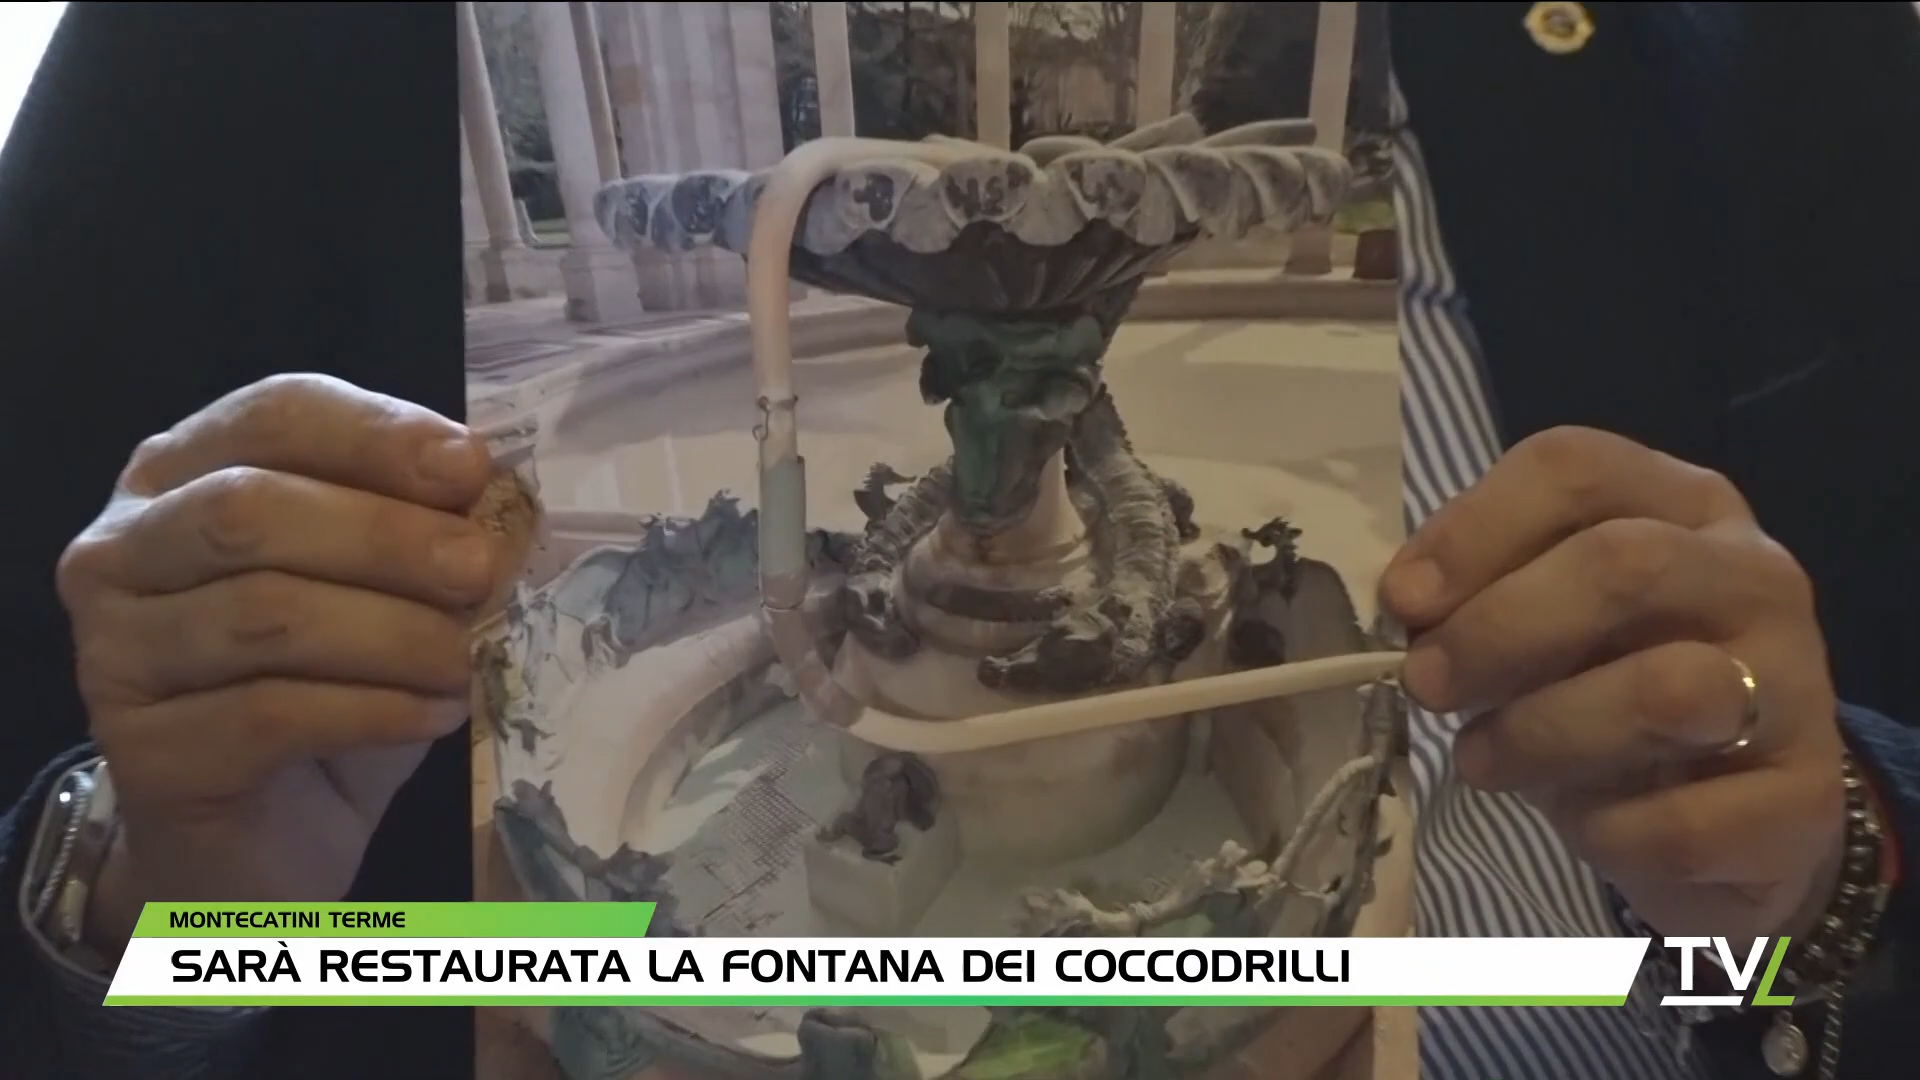 MONTECATINI TERME
SARÀ RESTAURATA LA FONTANA DEI COCCODRILLI
TVL